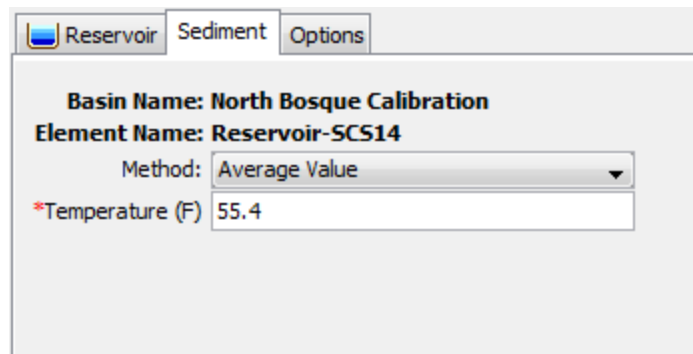 Reservoir Sediment Options
Basin Name: North Bosque Calibration
Element Name: Reservoir-SCS14
Method: Average Value
*Temperature (F) 55.4